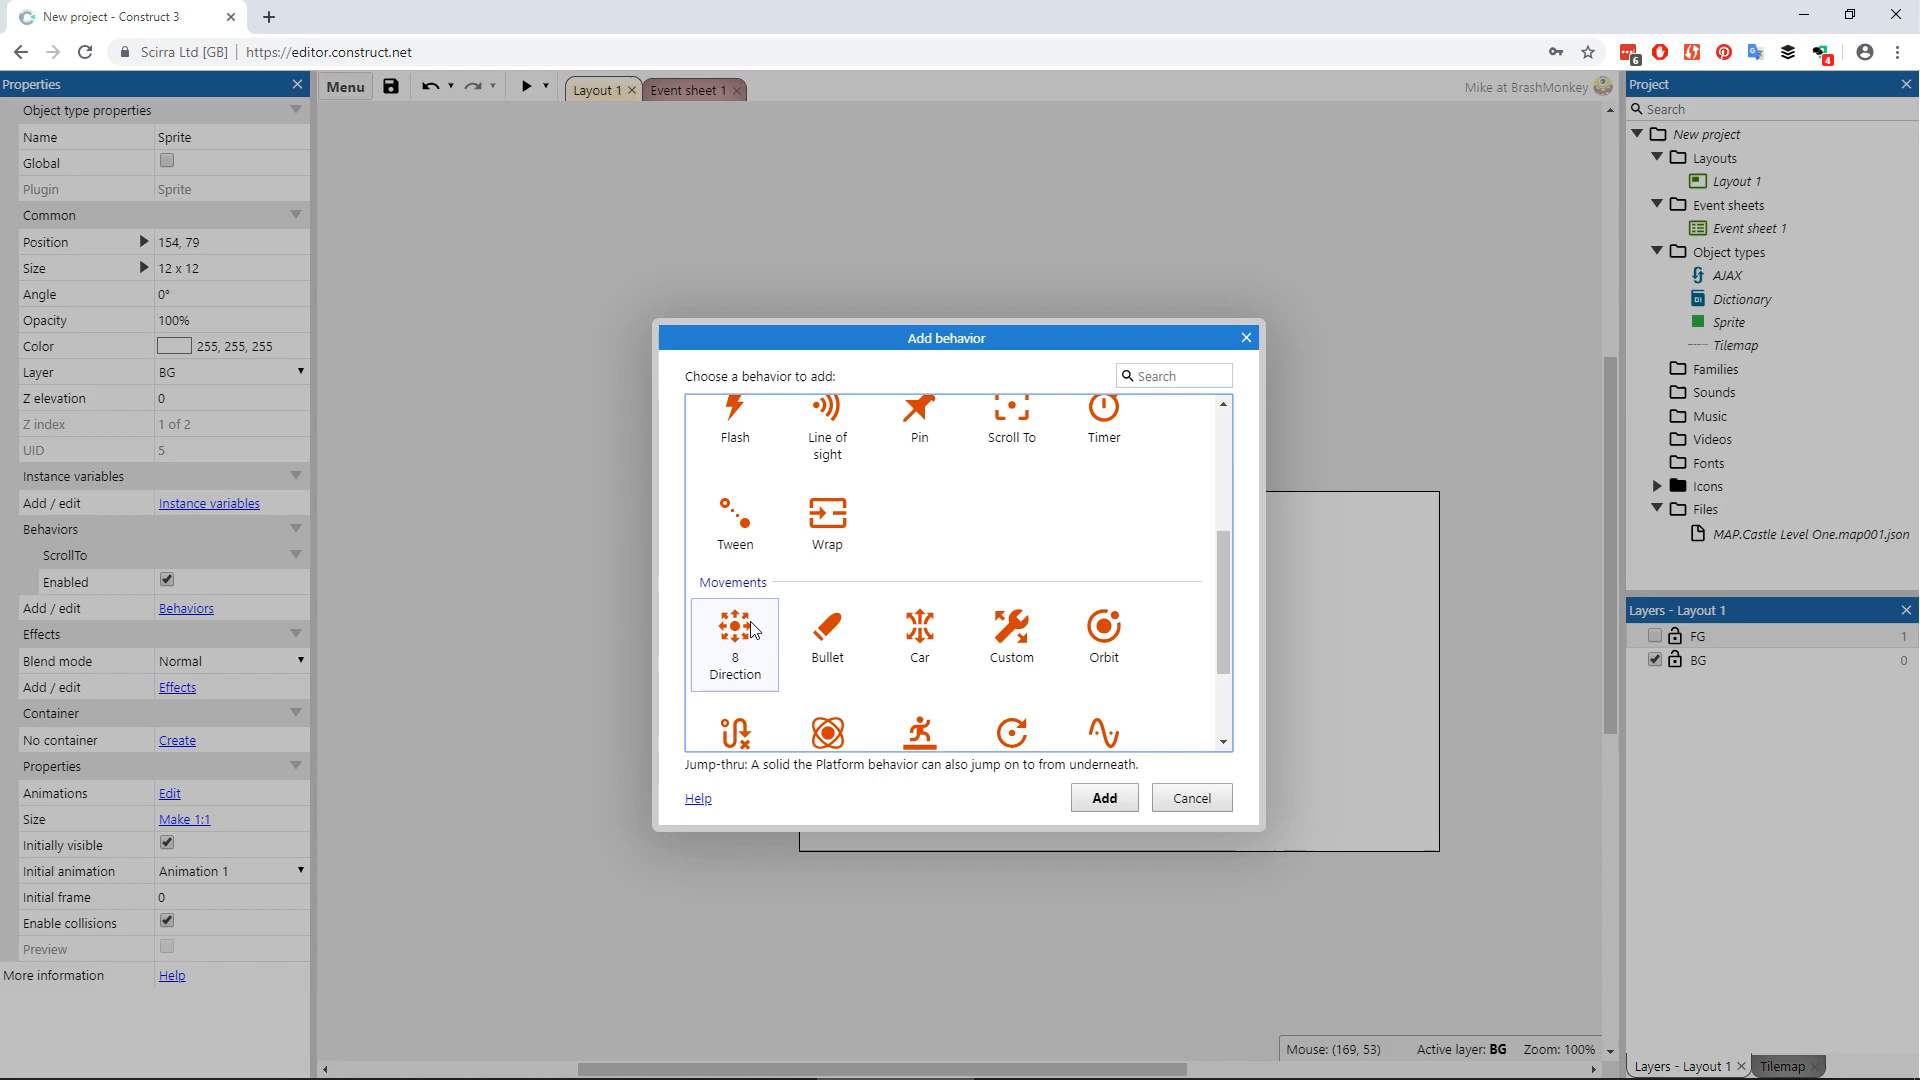 New project - Construct 3
Scirra Ltd [GB]
https://editor.construct.net
6
4
Properties
Object type properties
Name
Sprite
Global
Plugin
Sprite
Common
Position
154, 79
Size
12 x 12
Angle
0°
Opacity
100%
Color
255, 255, 255
Layer
BG
Z elevation
0
Z index
1 of 2
UID
5
Instance variables
Add / edit
Instance variables
Behaviors
ScrollTo
Enabled
Add / edit
Behaviors
Effects
Blend mode
Normal
Add / edit
Effects
Container
No container
Create
Properties
Animations
Edit
Size
Make 1:1
Initially visible
Initial animation
Animation 1
Initial frame
0
Enable collisions
Preview
More information
Help
Menu
Layout 1
Event sheet 1
Mike at BrashMonkey
Add behavior
Choose a behavior to add:
Search
Flash
Line of
sight
Pin
Scroll To
Timer
Tween
Wrap
Movements
8
Direction
Bullet
Car
Custom
Orbit
Jump-thru: A solid the Platform behavior can also jump on to from underneath.
Help
Add
Cancel
Mouse: (169, 53)
Active layer: BG
Zoom: 100%
Project
Search
New project
Layouts
Layout 1
Event sheets
Event sheet 1
Object types
AJAX
Dictionary
Sprite
Tilemap
Families
Sounds
Music
Videos
Fonts
Icons
Files
MAP.Castle Level One.map001.json
Layers - Layout 1
FG
1
BG
0
Layers - Layout 1
Tilemap